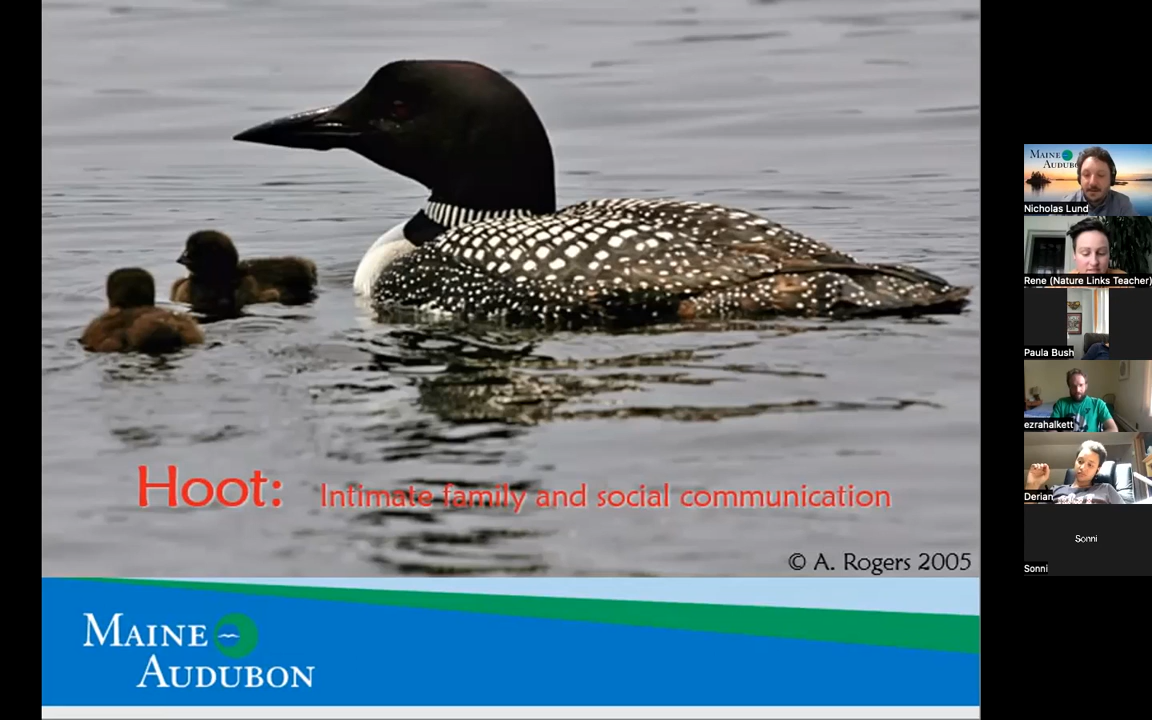 Hoot: Intimate family and social communication
© A. Rogers 2005
MAINE
AUDUBON
MAINE
AUDUBO
Nicholas Lund
Rene (Nature Links Teacher)
Paula Bush
ezrahalkett
Derian
Sonni
Sonni